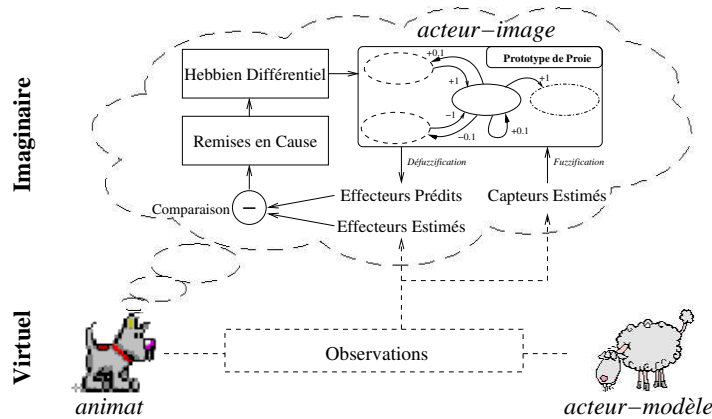 acteur-image
Imaginaire
Hebbien Différentiel
Prototype de Proie
+0.1
+1
+1
−1
−0.1
+0.1
Remises en Cause
Défuzzification
Fuzzification
Comparaison
−
Effecteurs Prédits
Capteurs Estimés
Effecteurs Estimés
Virtuel
Observations
animat
acteur-modèle